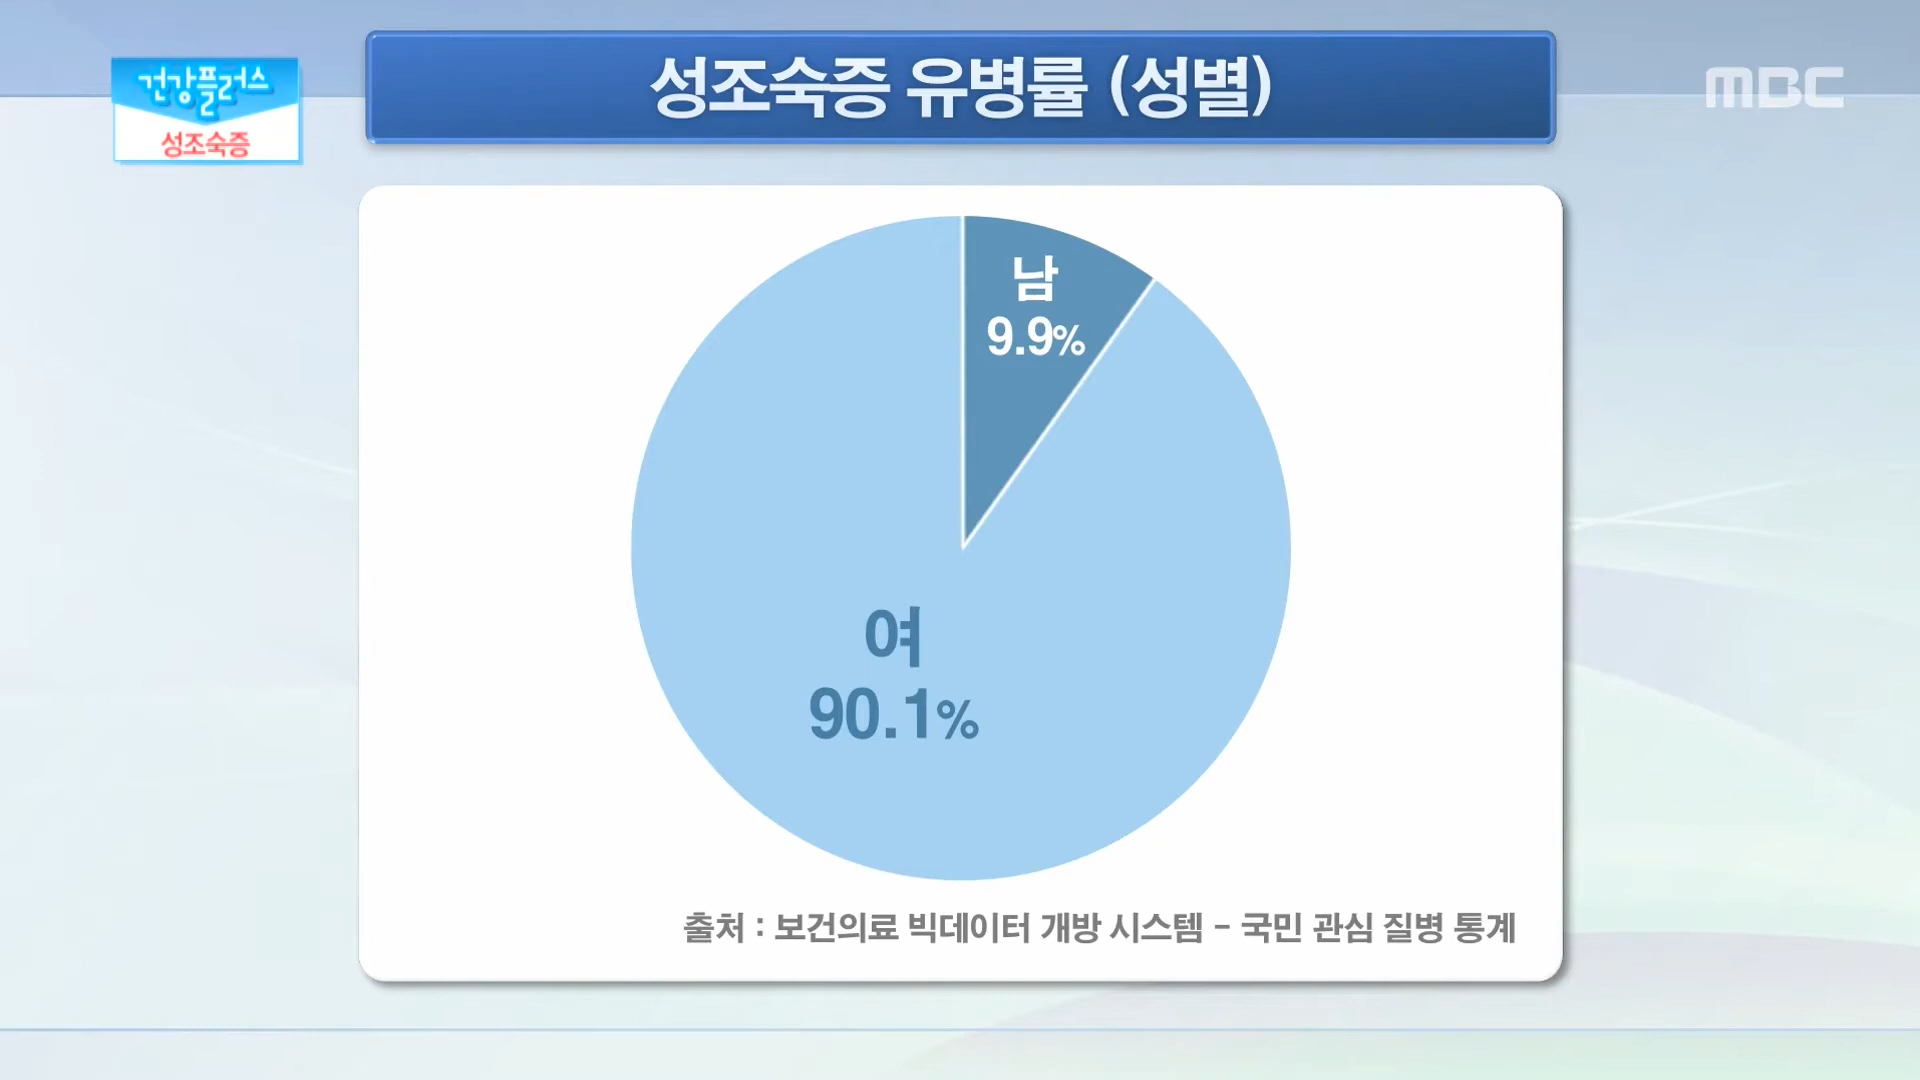 성조숙증 유병률 (성별)
건강플러스
성조숙증
MBC
남
9.9%
여
90.1%
출처 : 보건의료 빅데이터 개방 시스템 - 국민 관심 질병 통계